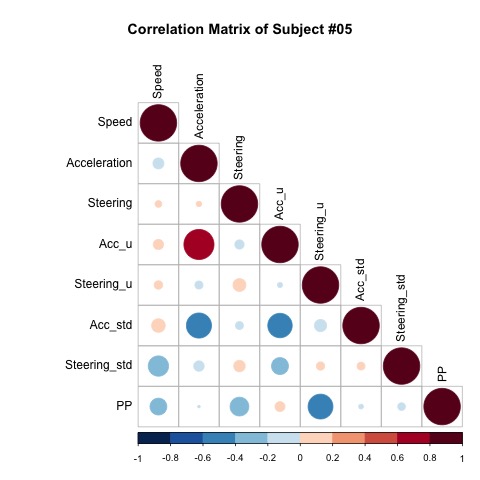 Correlation Matrix of Subject #05
Speed
Acceleration
Steering
Acc_u
Steering_u
Acc_std
Steering_std
PP
Speed
Acceleration
Steering
Acc_u
Steering_u
Acc_std
Steering_std
PP
-1 -0.8 -0.6 -0.4 -0.2 0 0.2 0.4 0.6 0.8 1